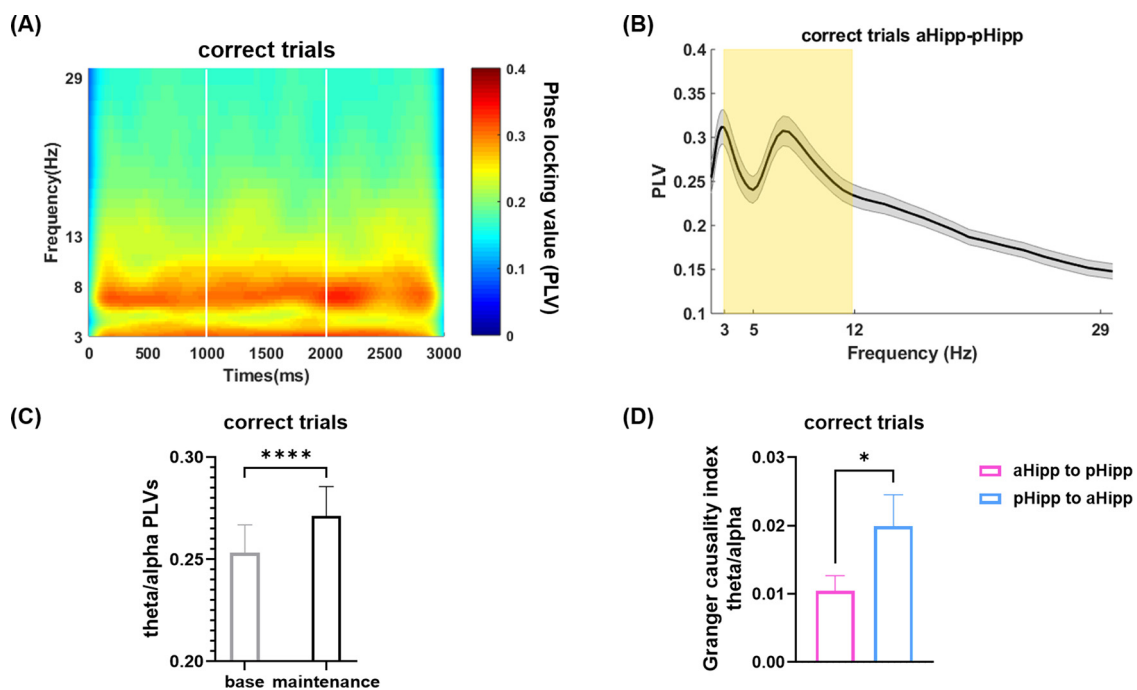 (A)
correct trials
29
13
8
3
Frequency(Hz)
0
500
1000
1500
2000
2500
3000
Times(ms)
0.4
0.3
0.2
0.1
0
Phse locking value (PLV)
(B)
correct trials aHipp-pHipp
0.4
0.35
0.3
0.25
0.2
0.15
0.1
PLV
3
5
12
29
Frequency (Hz)
(C)
correct trials
****
0.30
0.25
0.20
theta/alpha PLVs
base
maintenance
(D)
correct trials
*
0.03
0.02
0.01
0.00
Granger causality index
theta/alpha
aHipp to pHipp
pHipp to aHipp